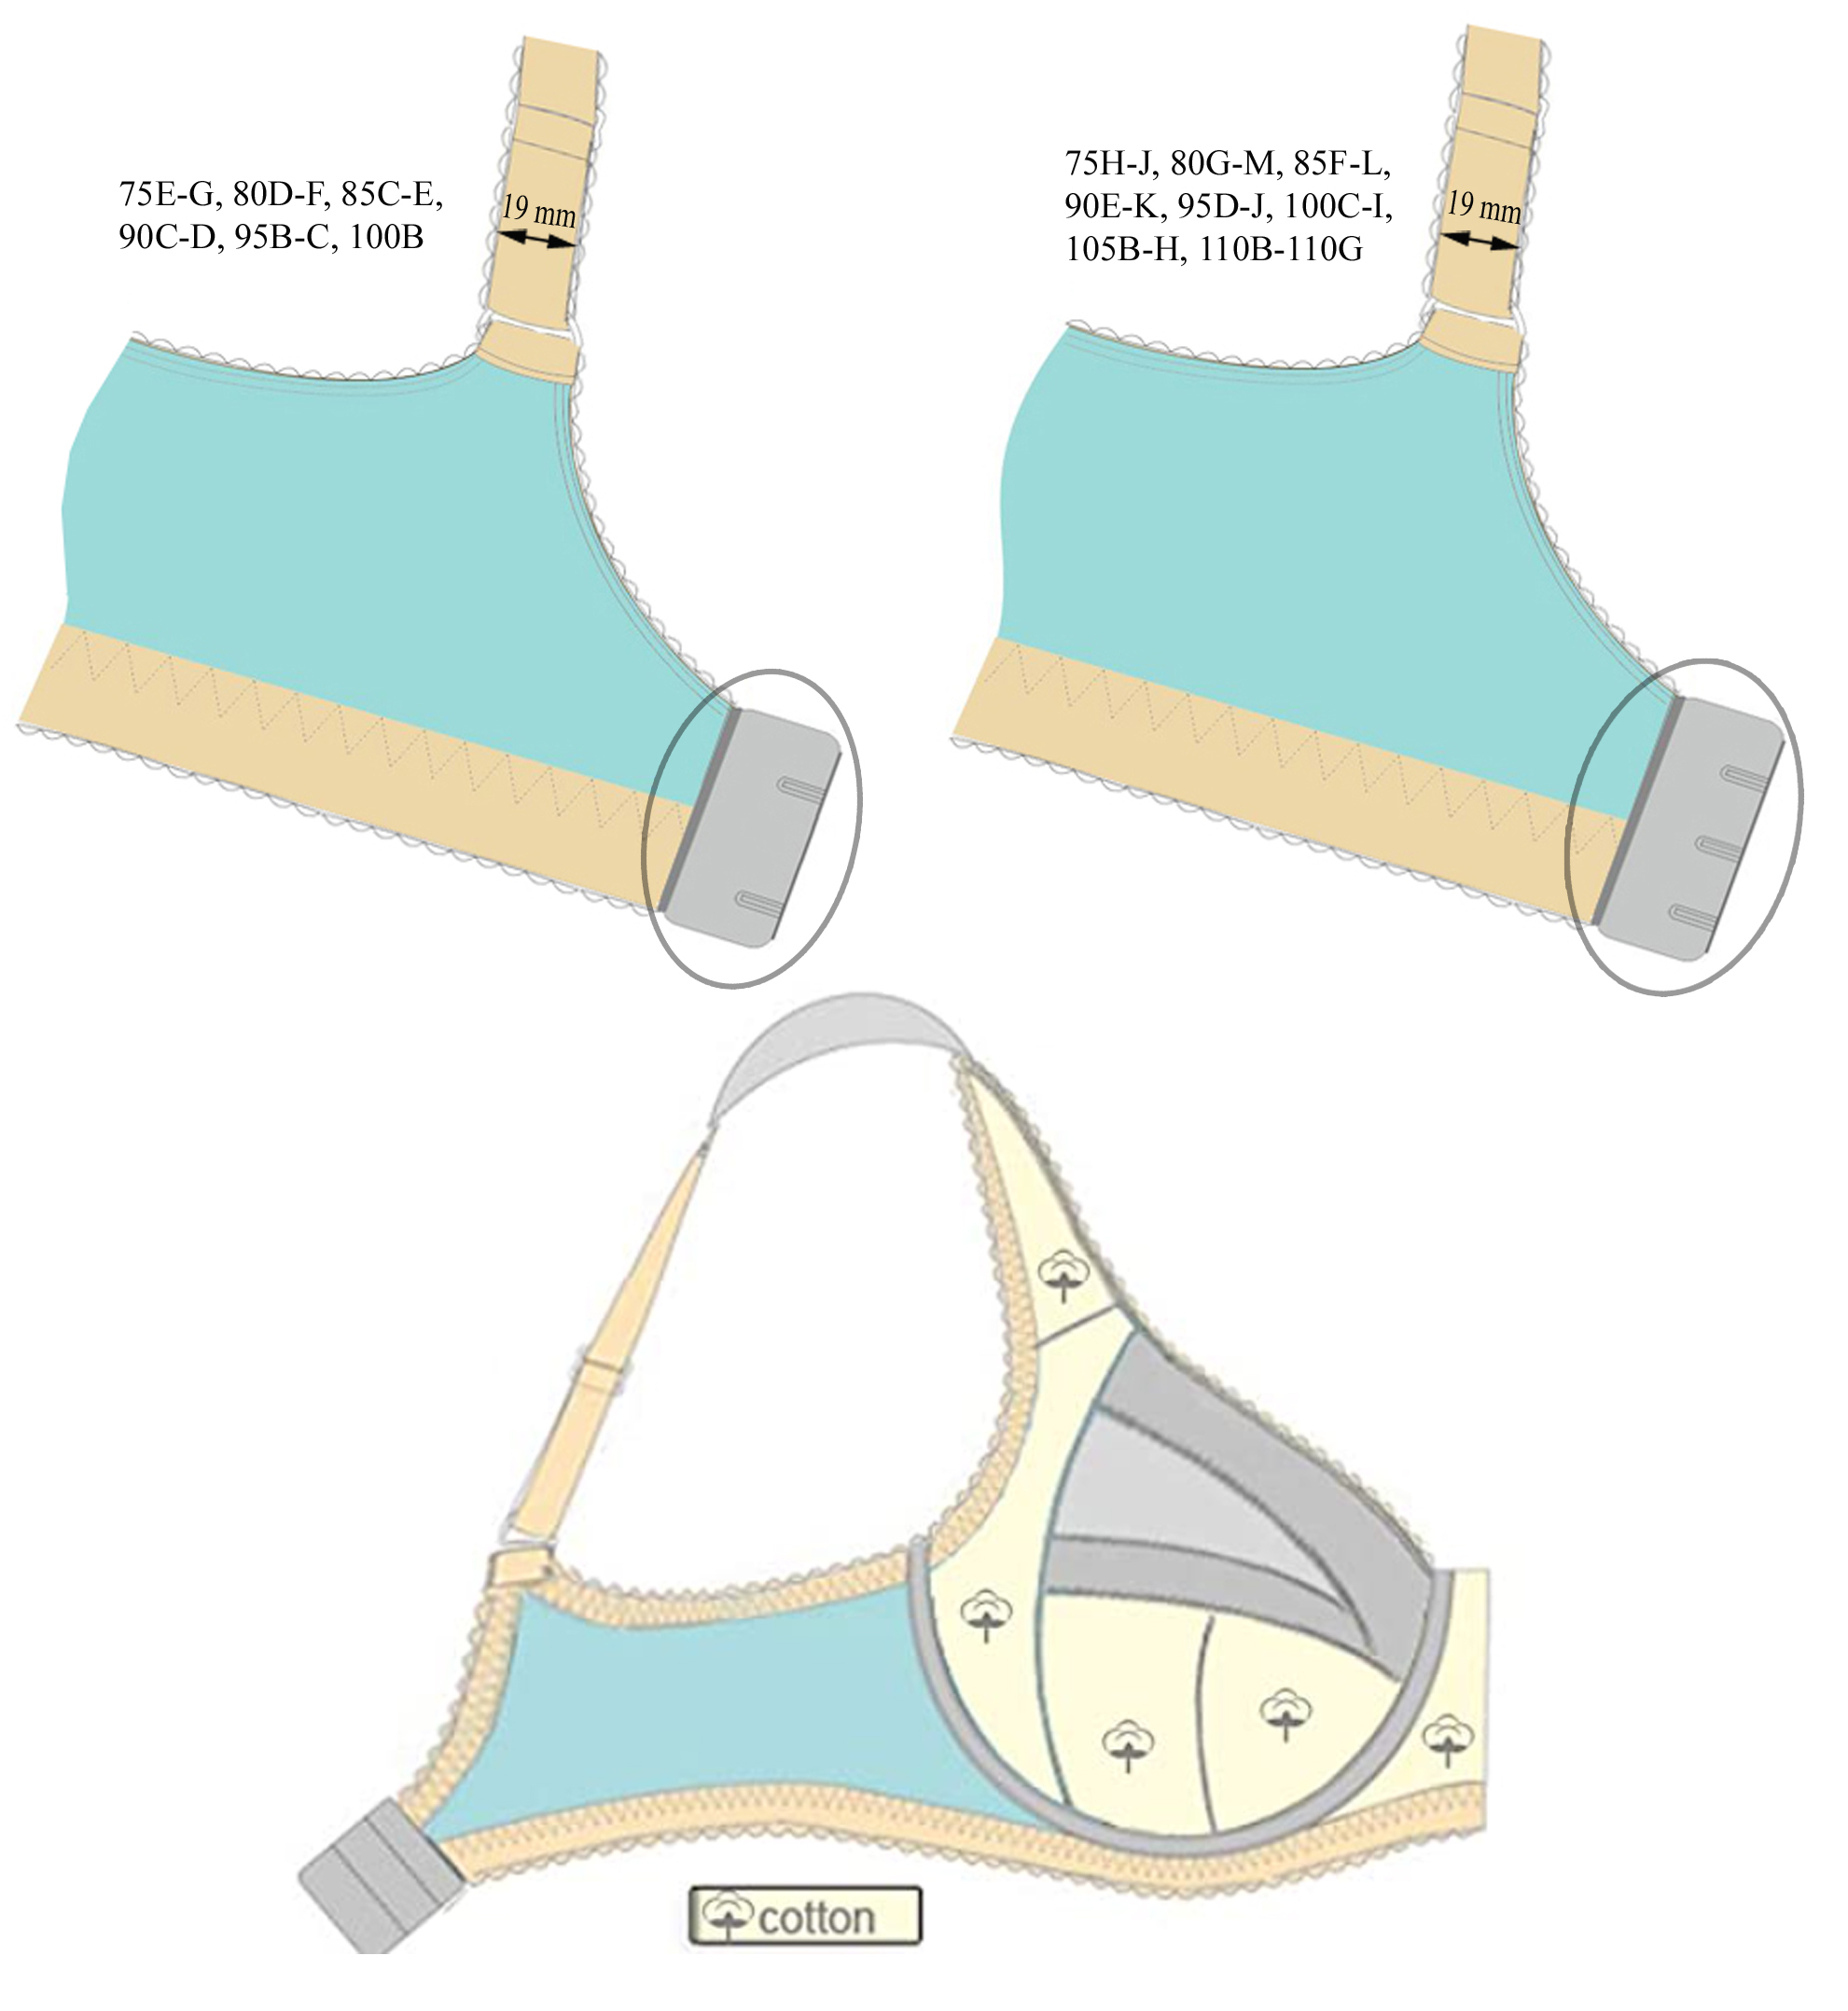 75E-G, 80D-F, 85C-E,
90C-D, 95B-C, 100B
19 mm
75H-J, 80G-M, 85F-L,
90E-K, 95D-J, 100C-I,
105B-H, 110B-110G
19 mm
cotton